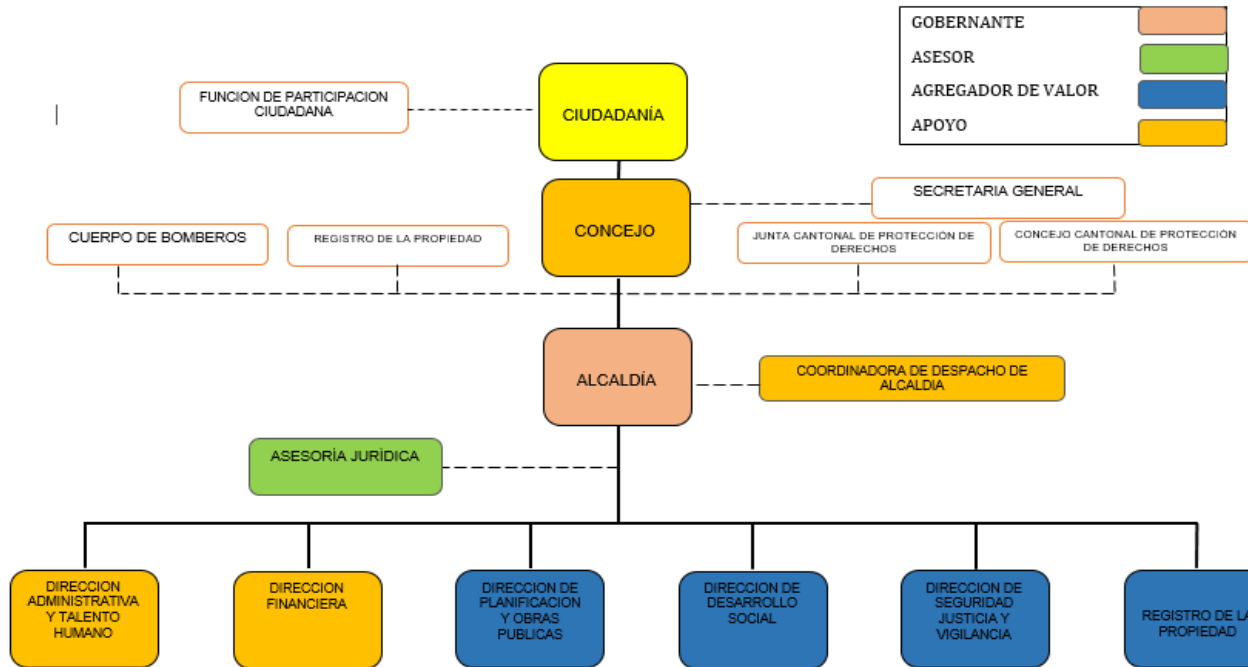 GOBERNANTE
ASESOR
AGREGADOR DE VALOR
APOYO
FUNCION DE PARTICIPACION
CIUDADANA
CIUDADANÍA
SECRETARIA GENERAL
CONCEJO
CUERPO DE BOMBEROS
REGISTRO DE LA PROPIEDAD
JUNTA CANTONAL DE PROTECCIÓN DE
DERECHOS
CONCEJO CANTONAL DE PROTECCIÓN
DE DERECHOS
ALCALDÍA
COORDINADORA DE DESPACHO DE
ALCALDIA
ASESORÍA JURÍDICA
DIRECCION
ADMINISTRATIVA
Y TALENTO
HUMANO
DIRECCION
FINANCIERA
DIRECCION DE
PLANIFICACION
Y OBRAS
PUBLICAS
DIRECCION DE
DESARROLLO
SOCIAL
DIRECCION DE
SEGURIDAD
JUSTICIA Y
VIGILANCIA
REGISTRO DE LA
PROPIEDAD